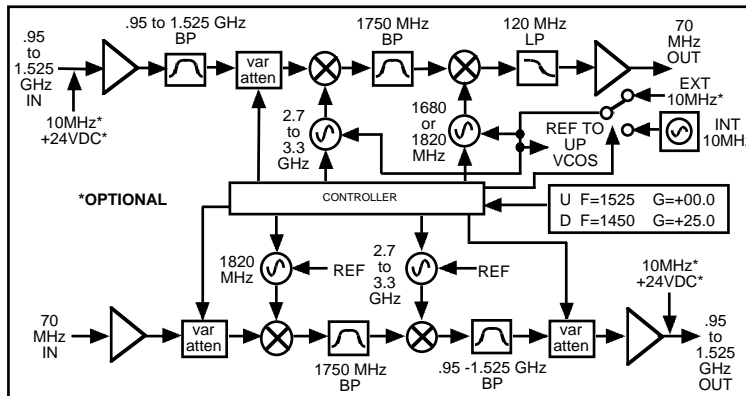 .95 to 1.525 GHz
BP
1750 MHz
BP
120 MHz
LP
70
MHz
OUT
.95
to
1.525
GHz
IN
var
atten
10MHz*
+24VDC*
2.7
to
3.3
GHz
1680
or
1820
MHz
REF TO
UP
VCOS
EXT
10MHz*
INT
10MHz
*OPTIONAL
CONTROLLER
U F=1525 G=+00.0
D F=1450 G=+25.0
1820
MHz
REF
2.7
to
3.3
GHz
REF
10MHz*
+24VDC*
70
MHz
IN
var
atten
1750 MHz
BP
.95 -1.525 GHz
BP
var
atten
.95
to
1.525
GHz
OUT